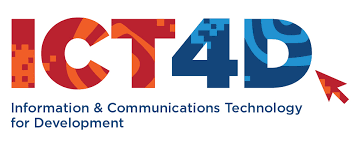 ICT4D
Information & Communications Technology
for Development